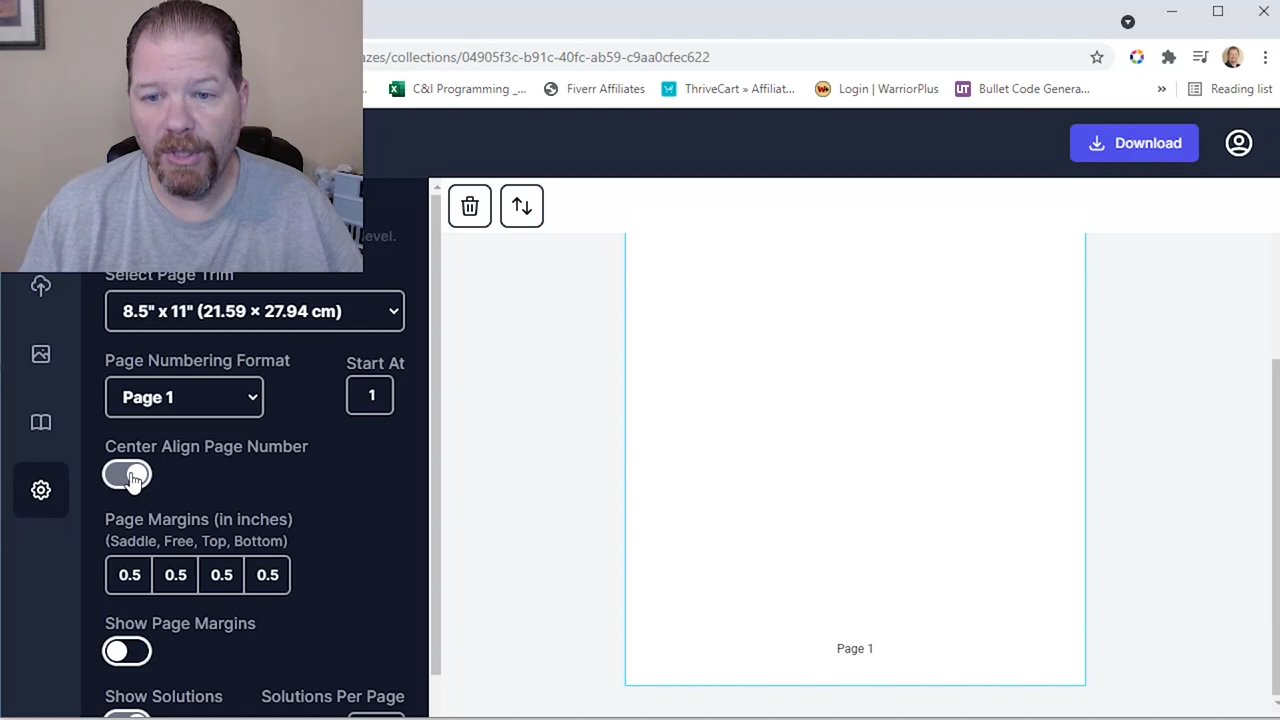 azes/collections/04905f3c-b91c-40fc-ab59-c9aa0cfec622
C&I Programming _...
Fiverr Affiliates
ThriveCart » Affiliat...
Login | WarriorPlus
UT
Bullet Code Genera...
»
Reading list
Download
level.
Select Page Trim
8.5" x 11" (21.59 × 27.94 cm)
Page Numbering Format
Start At
Page 1
1
Center Align Page Number
Page Margins (in inches)
(Saddle, Free, Top, Bottom)
0.5 0.5 0.5 0.5
Show Page Margins
Page 1
Show Solutions
Solutions Per Page